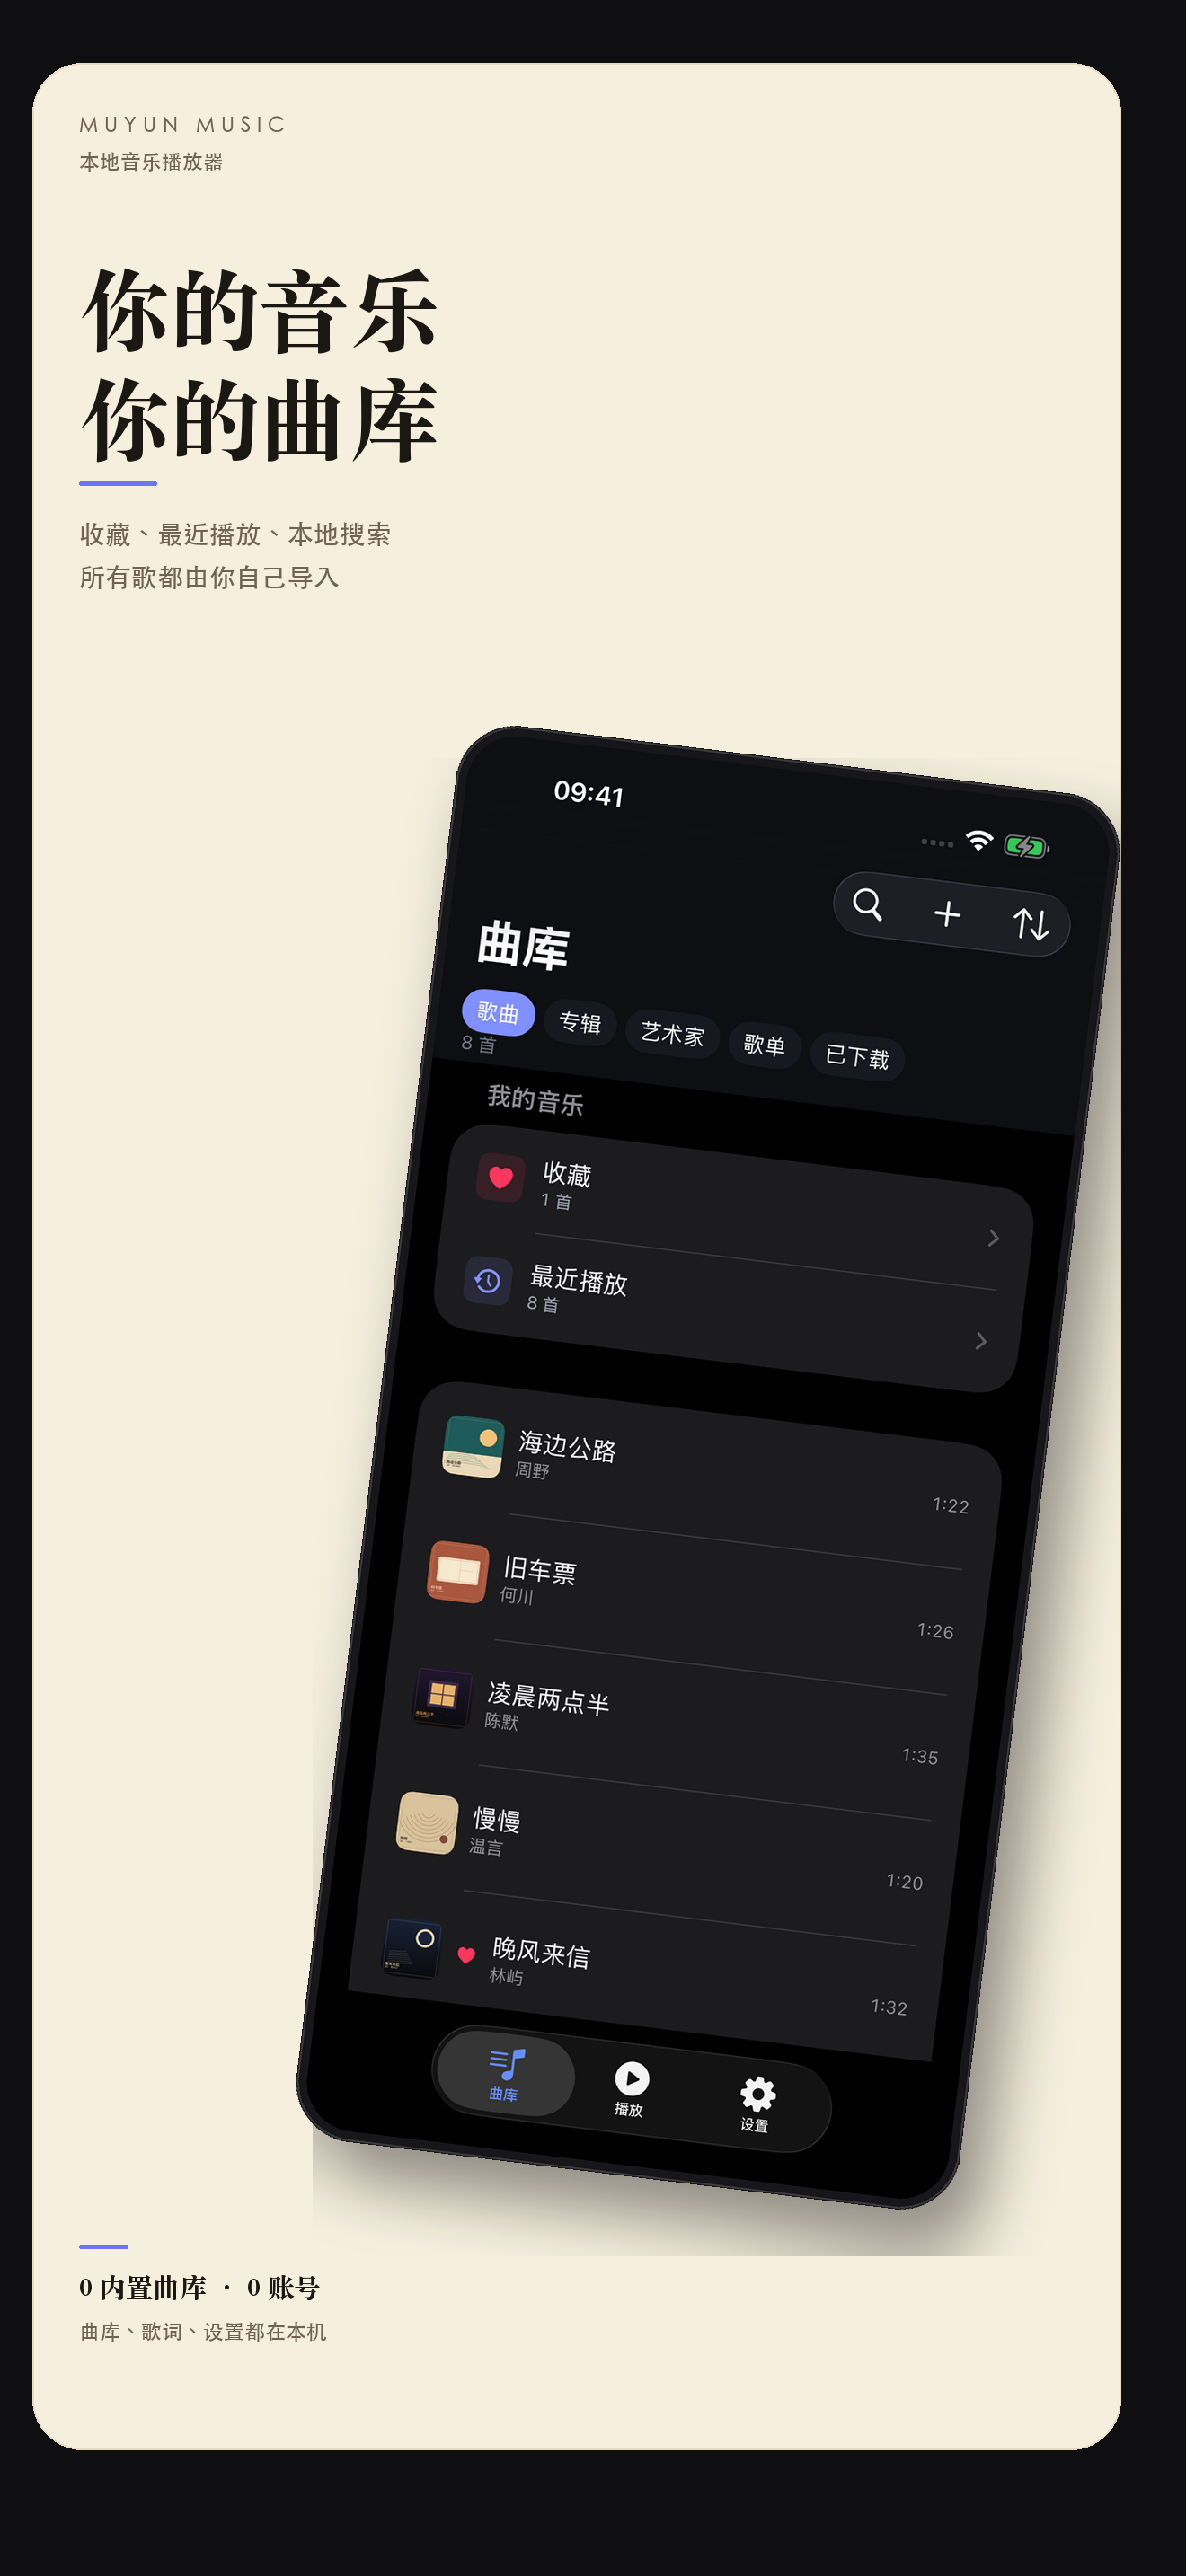 MUYUN MUSIC
本地音乐播放器
你的音乐
你的曲库
收藏、最近播放、本地搜索
所有歌都由你自己导入
09:41
曲库
歌曲
专辑
艺术家
歌单
已下载
8 首
我的音乐
收藏
1 首
最近播放
8 首
海边公路
周野
1:22
旧车票
何川
1:26
凌晨两点半
陈默
1:35
慢慢
温言
1:20
晚风来信
林屿
1:32
曲库
播放
设置
0 内置曲库 · 0 账号
曲库、歌词、设置都在本机